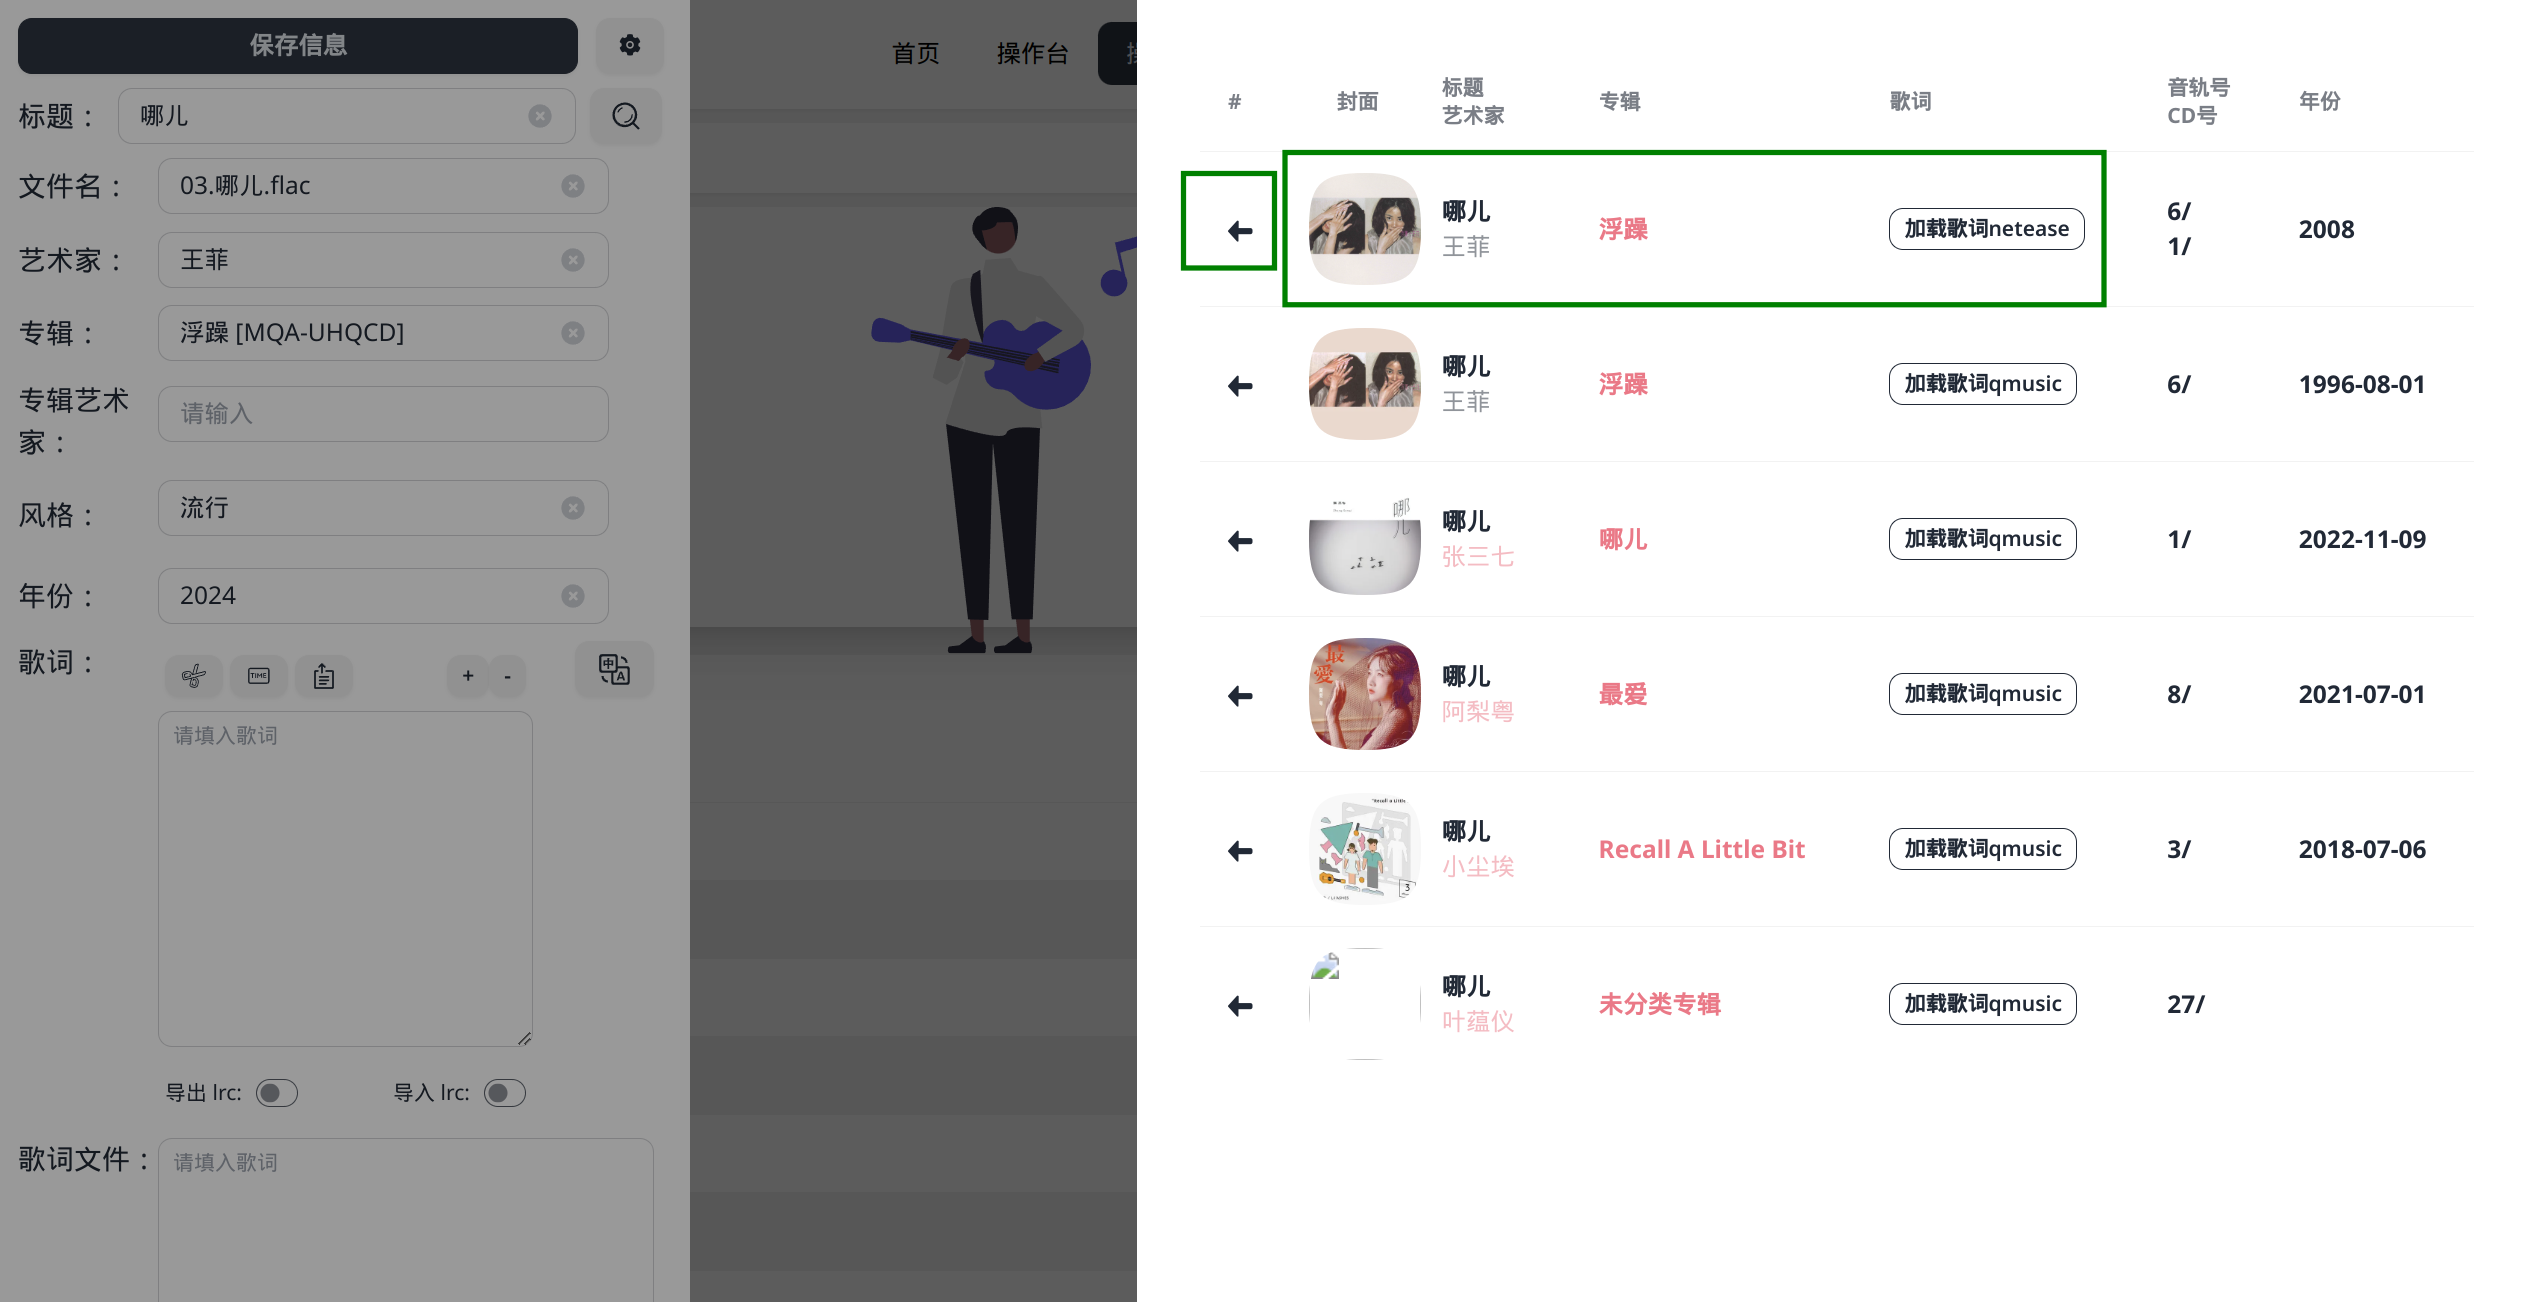 保存信息
标题：
哪儿
文件名：
03.哪儿.flac
艺术家：
王菲
专辑：
浮躁 [MQA-UHQCD]
专辑艺术
家：
请输入
风格：
流行
年份：
2024
歌词：
TIME
+
-
中
A
请填入歌词
导出 lrc:
导入 lrc:
歌词文件：
请填入歌词
首页
操作台
#
封面
标题
艺术家
专辑
歌词
音轨号
CD号
年份
哪儿
王菲
浮躁
加载歌词netease
6/
1/
2008
哪儿
王菲
浮躁
加载歌词qmusic
6/
1996-08-01
哪儿
哪儿
张三七
哪儿
加载歌词qmusic
1/
2022-11-09
最爱
哪儿
阿梨粤
最爱
加载歌词qmusic
8/
2021-07-01
哪儿
小尘埃
Recall A Little Bit
加载歌词qmusic
3/
2018-07-06
哪儿
叶蕴仪
未分类专辑
加载歌词qmusic
27/